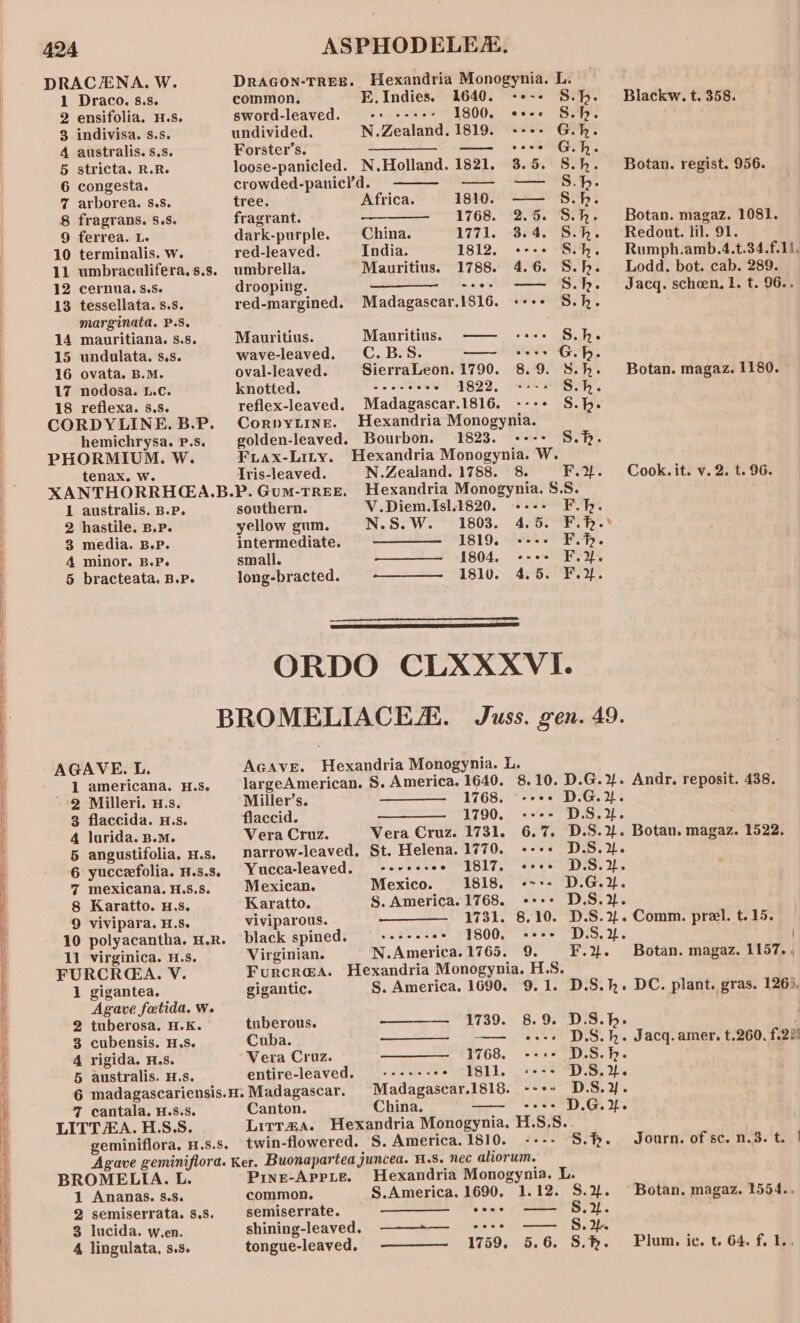 424 ASPHODELEÆ.
DRACÆNA. W. DRAGON-TREE. Hexandria Monogynia. L.
1 Draco. s.s. common. E.Indies. 1640. ---- S.♄. Blackw. t. 358.
2 ensifolia. H.S. sword-leaved. -- ----- 1800. ---- S.♄.
3 indivisa. s.s. undivided. N.Zealand. 1819. ---- G.♄.
4 australis. s.s. Forster's. ——— —— ---- G.♄.
5 stricta. R.R. loose-panicled. N.Holland. 1821. 3.5. S.♄. Botan. regist. 956.
6 congesta. crowded-panicl'd. ——— —— —— S.♄.
7 arborea. s.s. tree. Africa. 1810. —— S.♄.
8 fragrans. s.s. fragrant. ——— 1768. 2.5. S.♄. Botan. magaz. 1081.
9 ferrea. L. dark-purple. China. 1771. 3.4. S.♄. Redout. lil. 91.
10 terminalis. W. red-leaved. India. 1812. ---- S.♄. Rumph.amb.4.t.34.f.11.
11 umbraculifera. s.s. umbrella. Mauritius. 1788. 4.6. S.♄. Lodd. bot. cab. 289.
12 cernua. s.s. drooping. ——— ---- —— S.♄. Jacq. schœn. 1. t. 96..
13 tessellata. s.s. red-margined. Madagascar.1816. ---- S.♄.
marginata. P.S.
14 mauritiana. s.s. Mauritius. Mauritius. —— ---- S.♄.
15 undulata. s.s. wave-leaved. C. B. S. —— ---- G.♄.
16 ovata. B.M. oval-leaved. SierraLeon. 1790. 8.9. S.♄. Botan. magaz. 1180.
17 nodosa. L.C. knotted. -------- 1822. ---- S.♄.
18 reflexa. s.s. reflex-leaved. Madagascar.1816. ---- S.♄.
CORDYLINE. B.P. CORDYLINE. Hexandria Monogynia.
hemichrysa. P.S. golden-leaved. Bourbon. 1823. ---- S.♄.
PHORMIUM. W. FLAX-LILY. Hexandria Monogynia. W.
tenax. W. Iris-leaved. N.Zealand. 1788. 8. F.♃. Cook. it. v. 2. t. 96.
XANTHORRHŒA.B.P. GUM-TREE. Hexandria Monogynia. S.S.
1 australis. B.P. southern. V.Diem.Isl.1820. ---- F.♄.
2 hastile. B.P. yellow gum. N.S.W. 1803. 4.5. F.♄.
3 media. B.P. intermediate. ——— 1819. ---- F.♄.
4 minor. B.P. small. ——— 1804. ---- F.♃.
5 bracteata. B.P. long-bracted. ——— 1810. 4.5. F.♃.
ORDO CLXXXVI.
BROMELIACEÆ. Juss. gen. 49.
AGAVE. L. AGAVE. Hexandria Monogynia. L.
1 americana. H.S. largeAmerican. S. America. 1640. 8.10. D.G.♃. Andr. reposit. 438.
2 Milleri. H.S. Miller's. ——— 1768. ---- D.G.♃.
3 flaccida. H.S. flaccid. ——— 1790. ---- D.S.♃.
4 lurida. B.M. Vera Cruz. Vera Cruz. 1731. 6.7. D.S.♃. Botan. magaz. 1522.
5 angustifolia. H.S. narrow-leaved. St. Helena. 1770. ---- D.S.♃.
6 yuccæfolia. H.S.S. Yucca-leaved. -------- 1817. ---- D.S.♃.
7 mexicana. H.S.S. Mexican. Mexico. 1818. ---- D.G.♃.
8 Karatto. H.S. Karatto. S. America. 1768. ---- D.S.♃.
9 vivipara. H.S. viviparous. ——— 1731. 8.10. D.S.♃. Comm. præl. t. 15.
10 polyacantha. H.R. black spined. -------- 1800. ---- D.S.♃.
11 virginica. H.S. Virginian. N.America. 1765. 9. F.♃. Botan. magaz. 1157.
FURCRŒA. V. FURCRŒA. Hexandria Monogynia. H.S.
1 gigantea. gigantic. S. America. 1690. 9.1. D.S.♄. DC. plant. gras. 1263.
Agave fœtida. W.
2 tuberosa. H.K. tuberous. ——— 1739. 8.9. D.S.♄.
3 cubensis. H.S. Cuba. ——— —— ---- D.S.♄. Jacq. amer. t.260. f.22
4 rigida. H.S. Vera Cruz. ——— 1768. ---- D.S.♄.
5 australis. H.S. entire-leaved. -------- 1811. ---- D.S.♃.
6 madagascariensis.H. Madagascar. Madagascar.1818. ---- D.S.♃.
7 cantala. H.S.S. Canton. China. —— ---- D.G.♃.
LITTÆA. H.S.S. LITTÆA. Hexandria Monogynia. H.S.S.
geminiflora. H.S.S. twin-flowered. S. America. 1810. ---- S.♄. Journ. of sc. n.3. t.
Agave geminiflora. Ker. Buonapartea juncea. H.S. nec aliorum.
BROMELIA. L. PINE-APPLE. Hexandria Monogynia. L.
1 Ananas. s.s. common. S.America. 1690. 1.12. S.♃. Botan. magaz. 1554..
2 semiserrata. s.s. semiserrate. ——— ---- —— S.♃.
3 lucida. W.en. shining-leaved. ——— ---- —— S.♃.
4 lingulata. s.s. tongue-leaved. ——— 1759. 5.6. S.♄. Plum. ic. t. 64. f. 1..